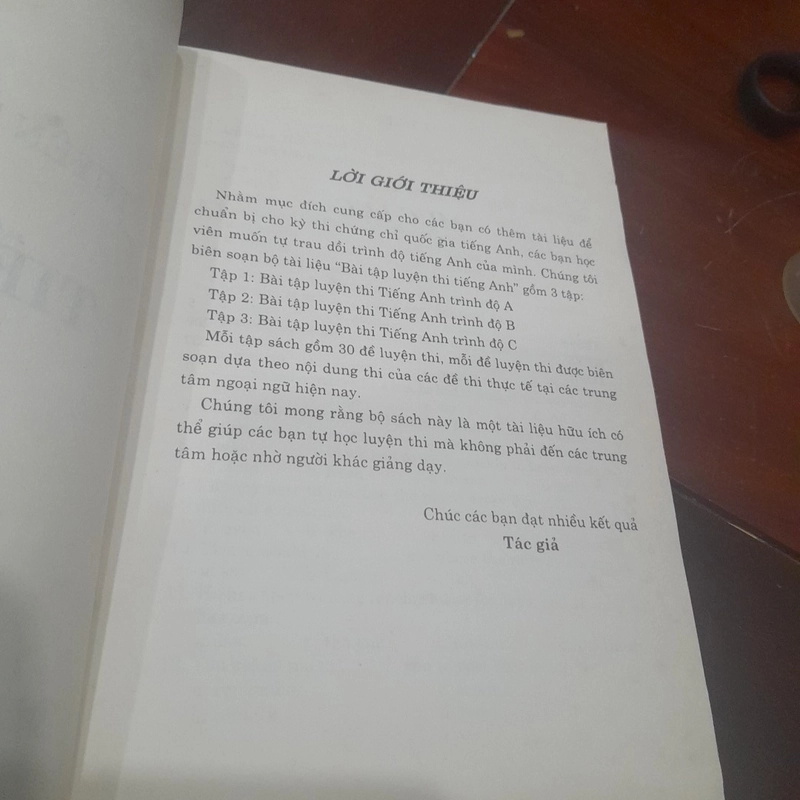 LỜI GIỚI THIỆU
Nhằm mục đích cung cấp cho các bạn có thêm tài liệu để
chuẩn bị cho kỳ thi chứng chỉ quốc gia tiếng Anh, các bạn học
viên muốn tự trau dồi trình độ tiếng Anh của mình. Chúng tôi
biên soạn bộ tài liệu “Bài tập luyện thi tiếng Anh” gồm 3 tập:
Tập 1: Bài tập luyện thi Tiếng Anh trình độ A
Tập 2: Bài tập luyện thi Tiếng Anh trình độ B
Tập 3: Bài tập luyện thi Tiếng Anh trình độ C
Mỗi tập sách gồm 30 đề luyện thi, mỗi đề luyện thi được biên
soạn dựa theo nội dung thi của các đề thi thực tế tại các trung
tâm ngoại ngữ hiện nay.
Chúng tôi mong rằng bộ sách này là một tài liệu hữu ích có
thể giúp các bạn tự học luyện thi mà không phải đến các trung
tâm hoặc nhờ người khác giảng dạy.
Chúc các bạn đạt nhiều kết quả
Tác giả